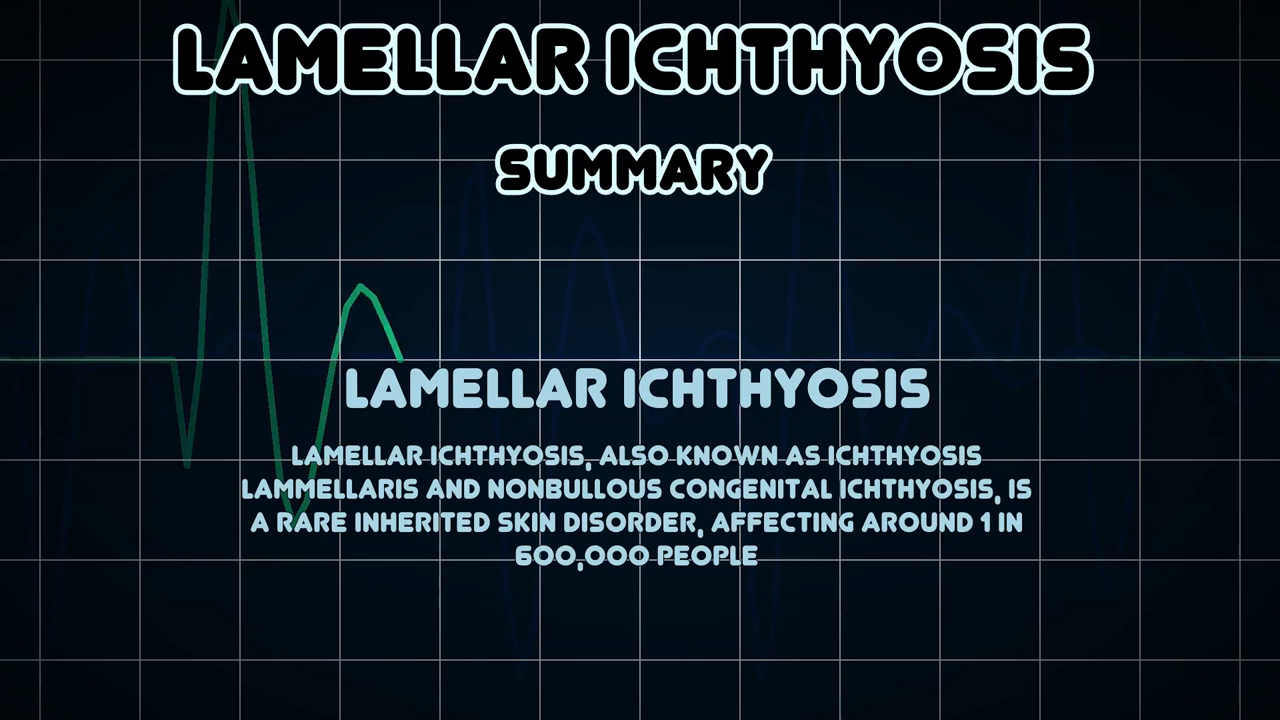 LAMELLAR ICHTHYOSIS
SUMMARY
LAMELLAR ICHTHYOSIS
LAMELLAR ICHTHYOSIS, ALSO KNOWN AS ICHTHYOSIS
LAMMELLARIS AND NONBULLOUS CONGENITAL ICHTHYOSIS, IS
A RARE INHERITED SKIN DISORDER, AFFECTING AROUND 1 IN
600,000 PEOPLE